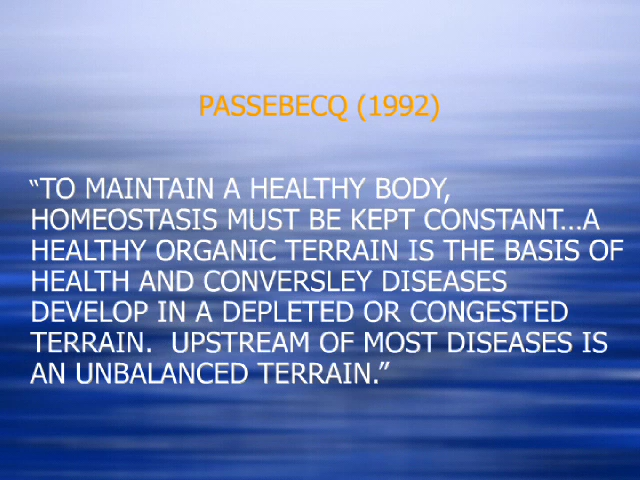 PASSEBECQ (1992)
“TO MAINTAIN A HEALTHY BODY,
HOMEOSTASIS MUST BE KEPT CONSTANT…A
HEALTHY ORGANIC TERRAIN IS THE BASIS OF
HEALTH AND CONVERSLEY DISEASES
DEVELOP IN A DEPLETED OR CONGESTED
TERRAIN.  UPSTREAM OF MOST DISEASES IS
AN UNBALANCED TERRAIN.”